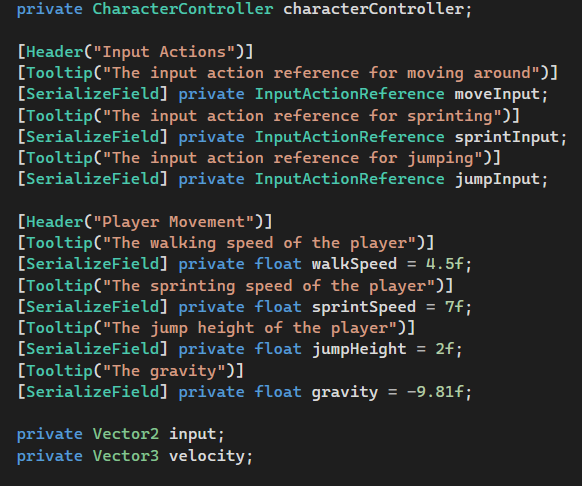 private CharacterController characterController;
[Header("Input Actions")]
[Tooltip("The input action reference for moving around")]
[SerializeField] private InputActionReference moveInput;
[Tooltip("The input action reference for sprinting")]
[SerializeField] private InputActionReference sprintInput;
[Tooltip("The input action reference for jumping")]
[SerializeField] private InputActionReference jumpInput;
[Header("Player Movement")]
[Tooltip("The walking speed of the player")]
[SerializeField] private float walkSpeed = 4.5f;
[Tooltip("The sprinting speed of the player")]
[SerializeField] private float sprintSpeed = 7f;
[Tooltip("The jump height of the player")]
[SerializeField] private float jumpHeight = 2f;
[Tooltip("The gravity")]
[SerializeField] private float gravity = -9.81f;
private Vector2 input;
private Vector3 velocity;